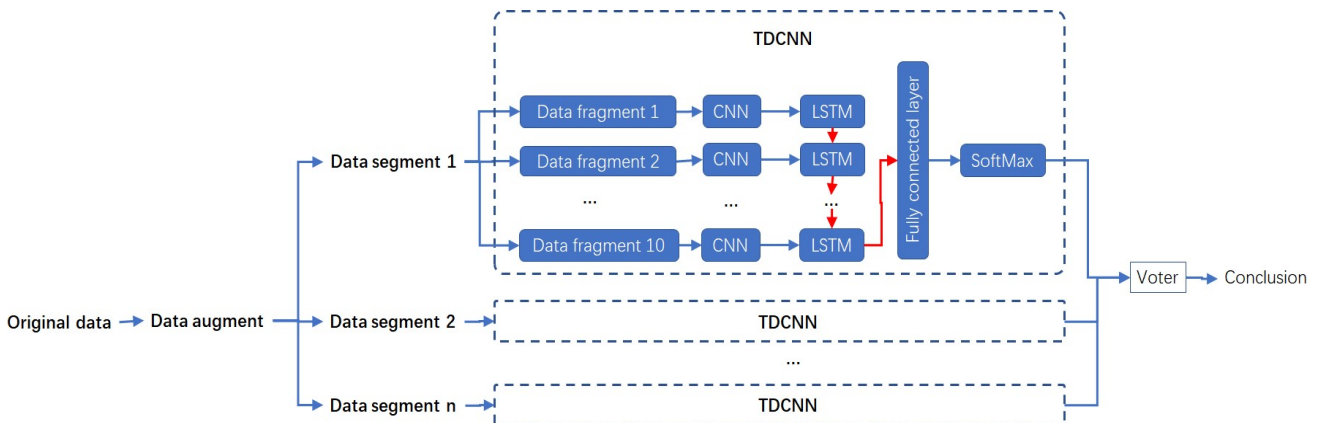 TDCNN
Data fragment 1 CNN LSTM
Data segment 1 Data fragment 2 CNN LSTM Fully connected layer SoftMax
... ... ...
Data fragment 10 CNN LSTM
Voter Conclusion
Original data Data augment Data segment 2 TDCNN
...
Data segment n TDCNN